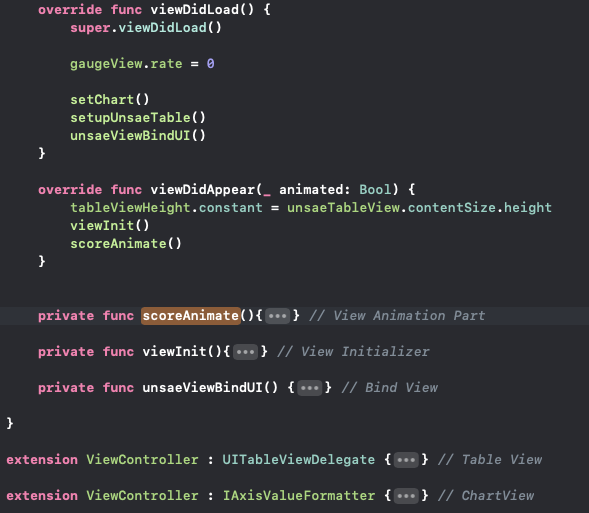 override func viewDidLoad() {
super.viewDidLoad()
gaugeView.rate = 0
setChart()
setupUnsaeTable()
unsaeViewBindUI()
}
override func viewDidAppear(_ animated: Bool) {
tableViewHeight.constant = unsaeTableView.contentSize.height
viewInit()
scoreAnimate()
}
private func scoreAnimate(){•••} // View Animation Part
private func viewInit(){•••} // View Initializer
private func unsaeViewBindUI() {•••} // Bind View
}
extension ViewController : UITableViewDelegate {•••} // Table View
extension ViewController : IAxisValueFormatter {•••} // ChartView